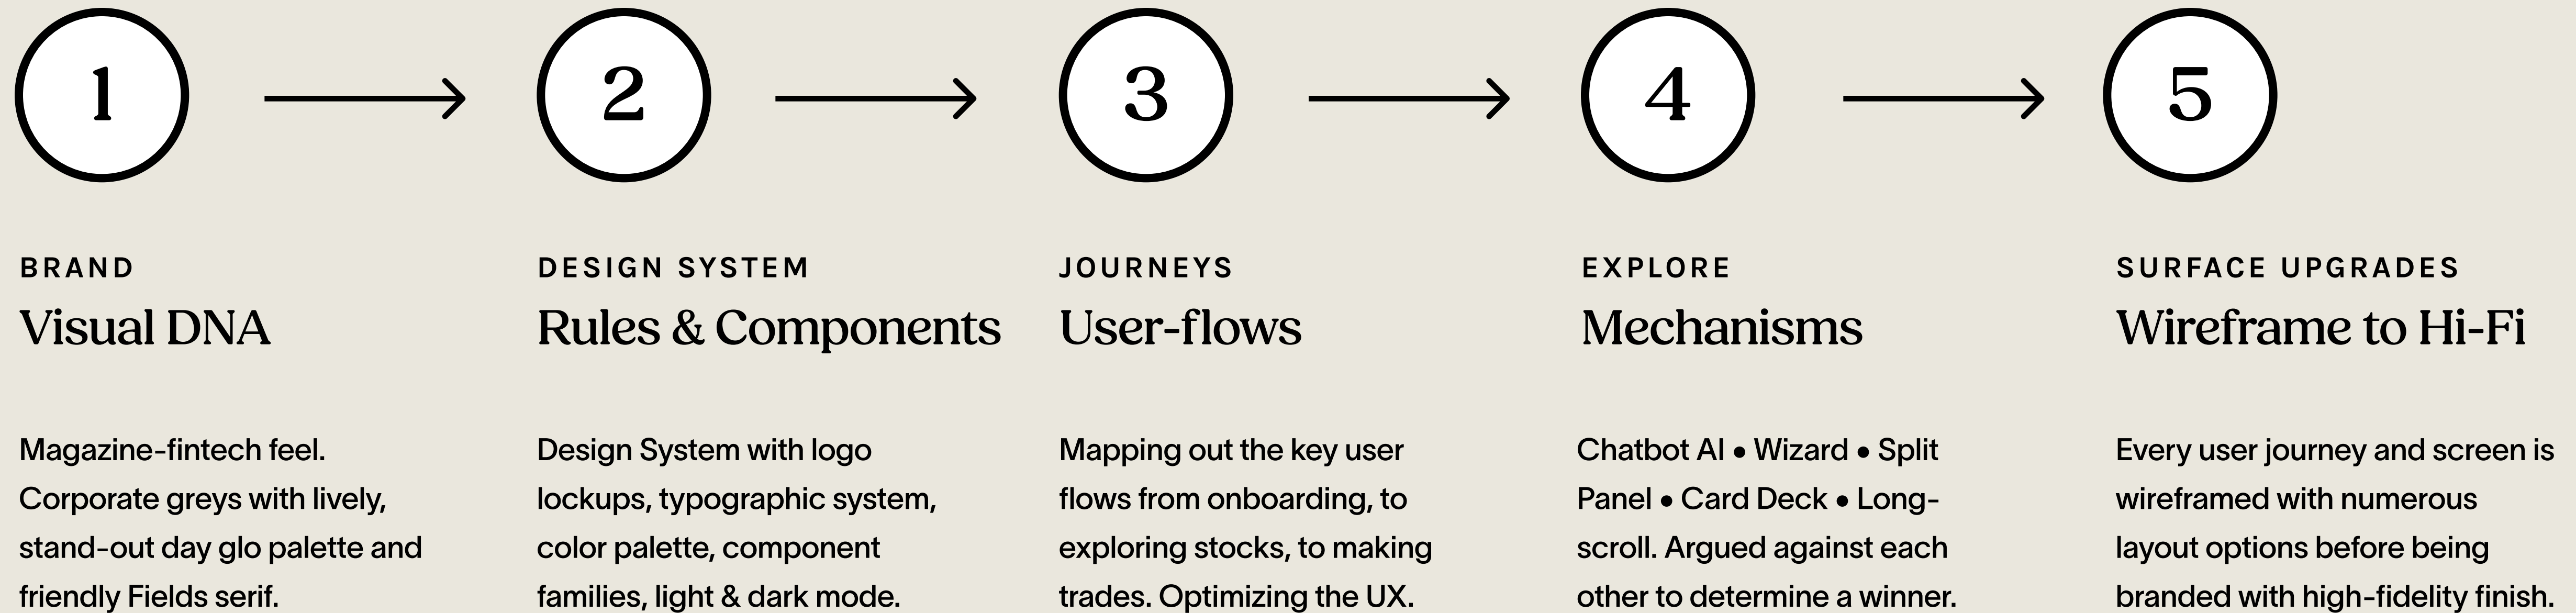 1
2
3
4
5
BRAND
Visual DNA
Magazine-fintech feel.
Corporate greys with lively,
stand-out day glo palette and
friendly Fields serif.
DESIGN SYSTEM
Rules & Components
Design System with logo
lockups, typographic system,
color palette, component
families, light & dark mode.
JOURNEYS
User-flows
Mapping out the key user
flows from onboarding, to
exploring stocks, to making
trades. Optimizing the UX.
EXPLORE
Mechanisms
Chatbot AI • Wizard • Split
Panel • Card Deck • Long-
scroll. Argued against each
other to determine a winner.
SURFACE UPGRADES
Wireframe to Hi-Fi
Every user journey and screen is
wireframed with numerous
layout options before being
branded with high-fidelity finish.